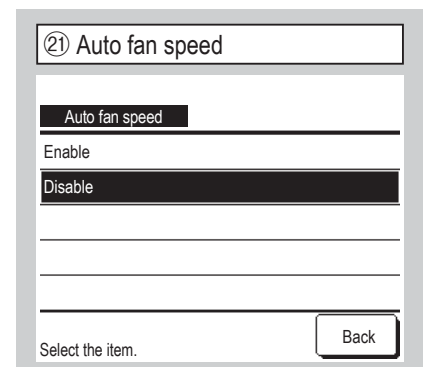 ㉑ Auto fan speed
Auto fan speed
Enable
Disable
Select the item.
Back